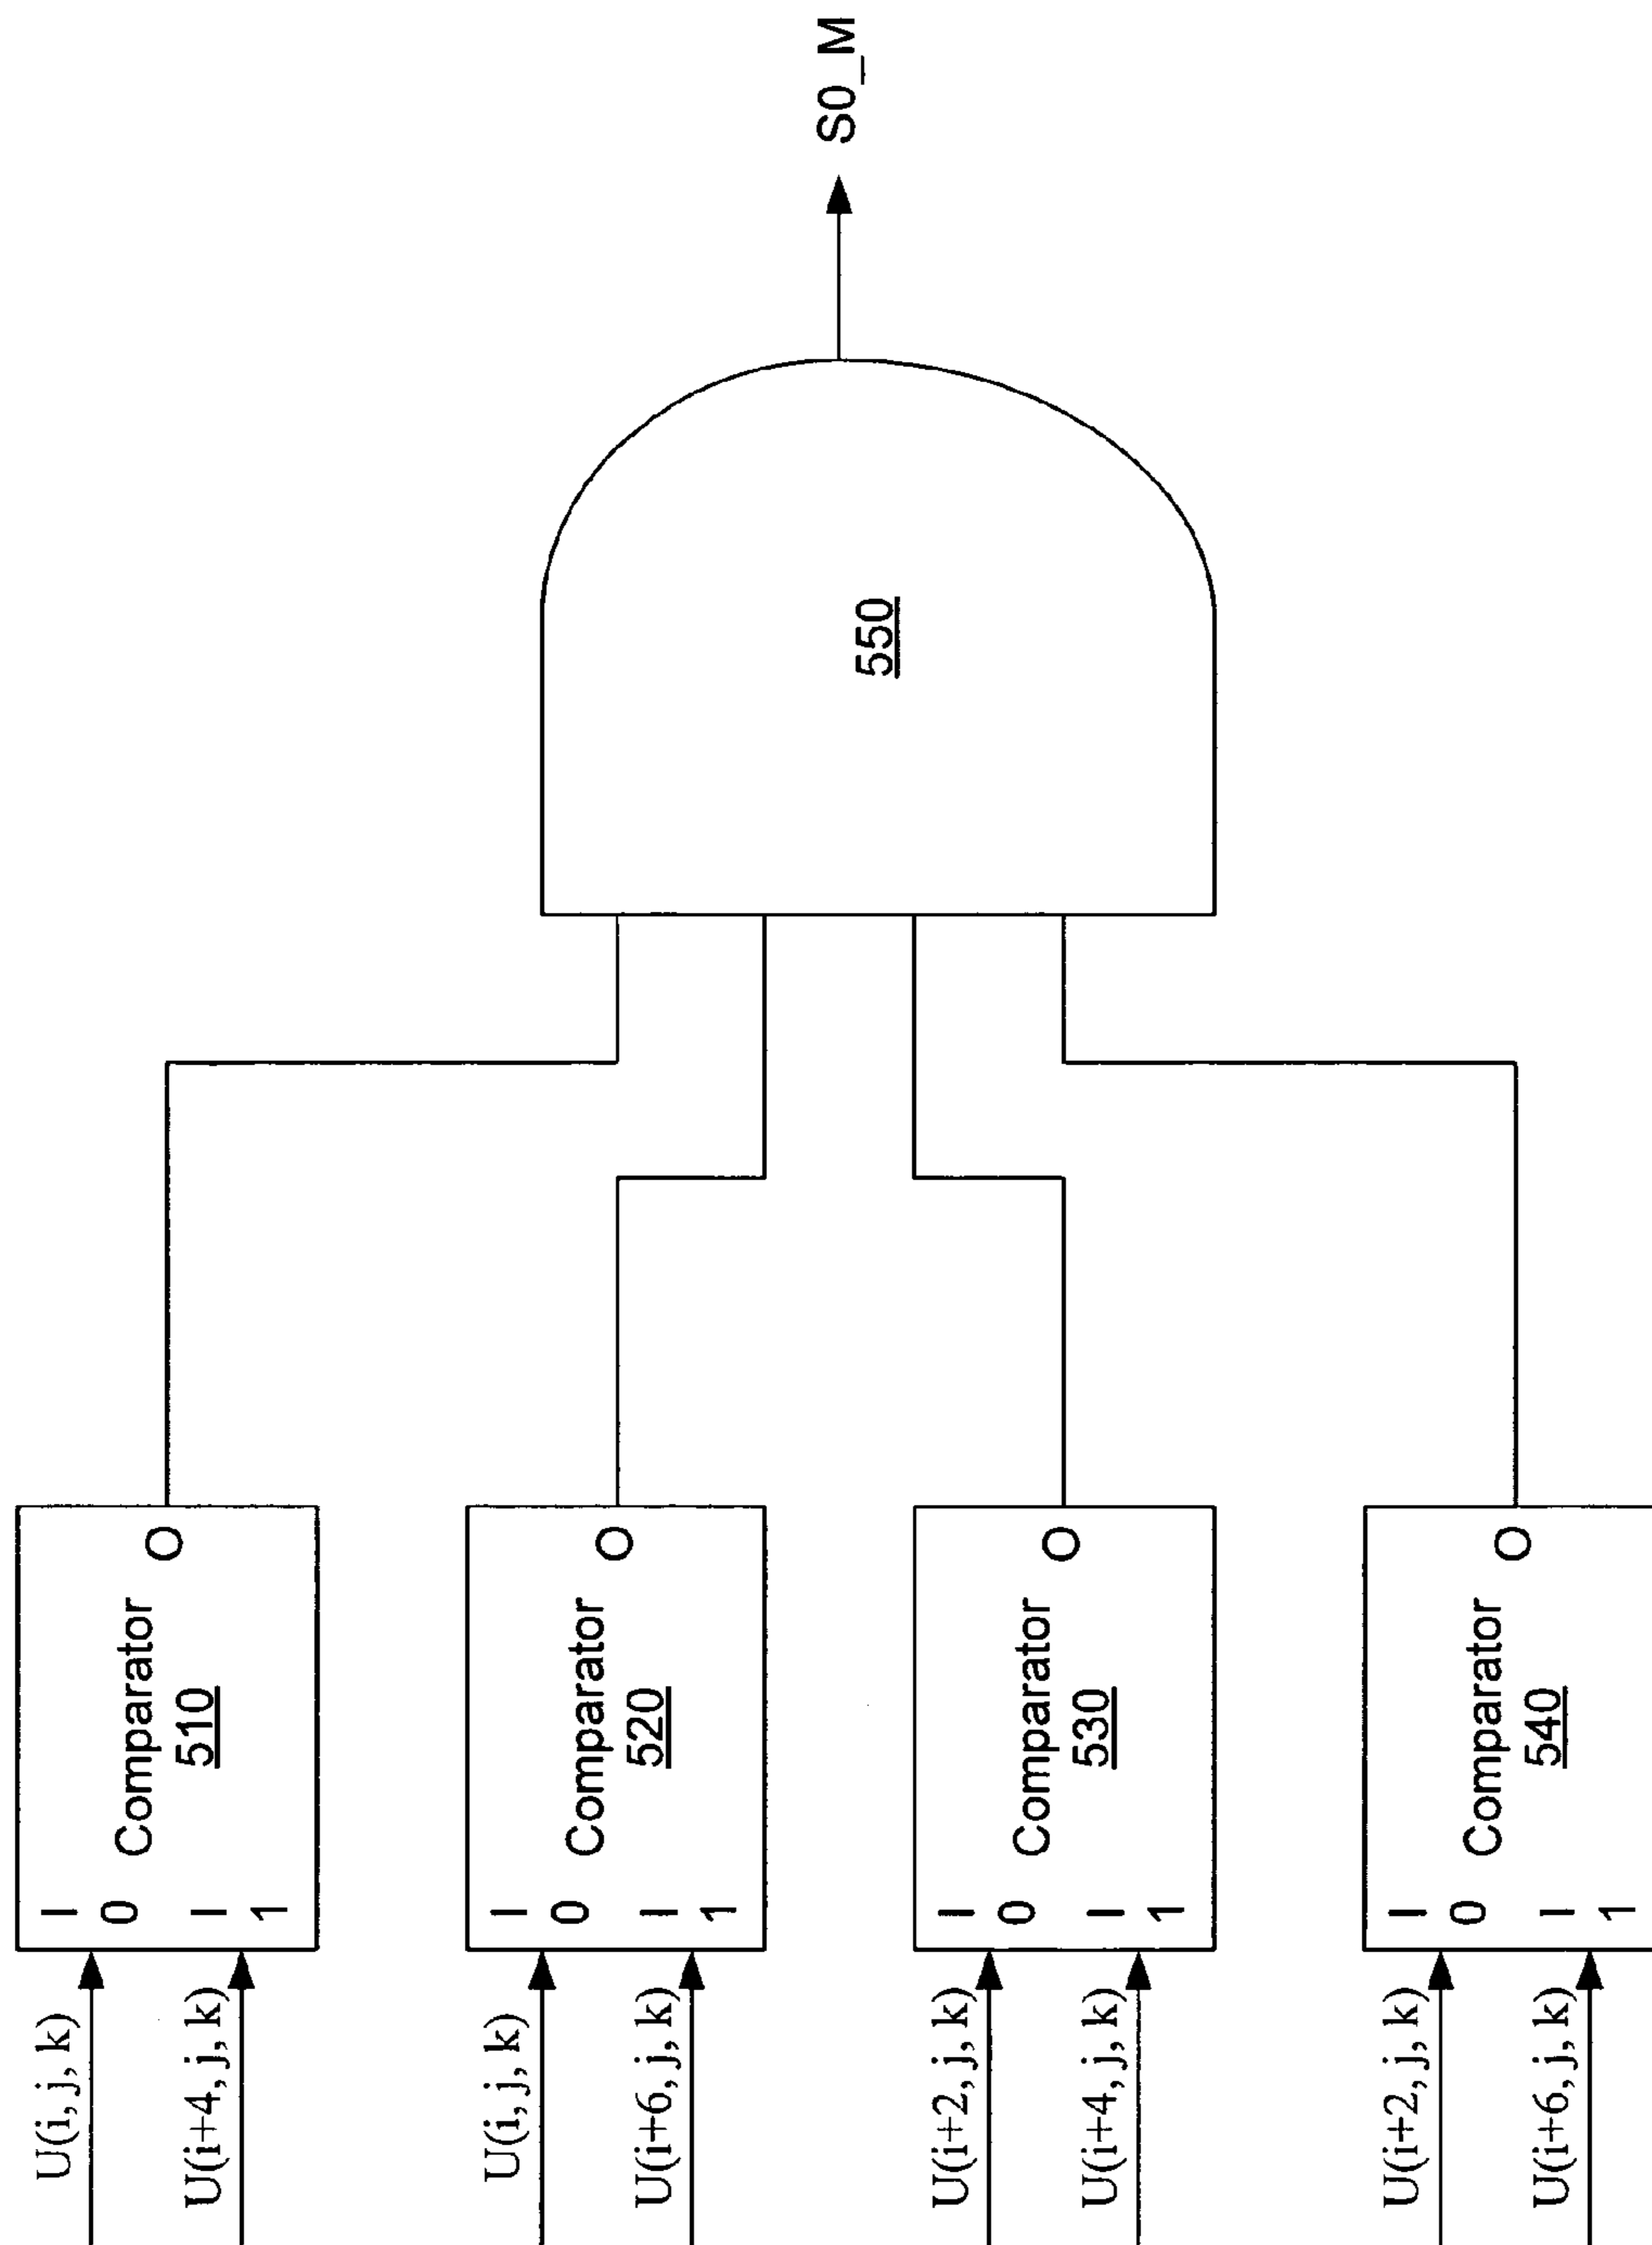 U(i, j, k)
U(i+4, j, k)
I
0
I
1
Comparator
510
O
U(i, j, k)
U(i+6, j, k)
I
0
I
1
Comparator
520
O
U(i+2, j, k)
U(i+4, j, k)
I
0
I
1
Comparator
530
O
U(i+2, j, k)
U(i+6, j, k)
I
0
I
1
Comparator
540
O
550
S0_M